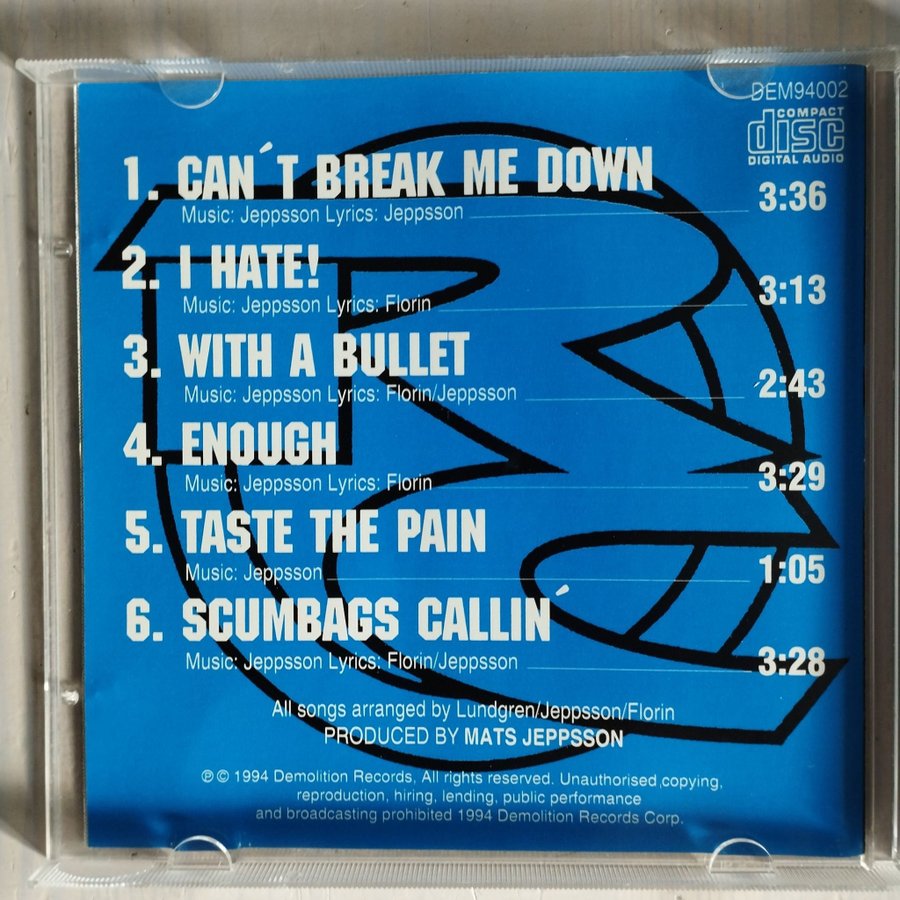 DEM94002
COMPACT
disc
DIGITAL AUDIO
1. CAN´T BREAK ME DOWN
Music: Jeppsson Lyrics: Jeppsson 3:36
2. I HATE!
Music: Jeppsson Lyrics: Florin 3:13
3. WITH A BULLET
Music: Jeppsson Lyrics: Florin/Jeppsson 2:43
4. ENOUGH
Music: Jeppsson Lyrics: Florin 3:29
5. TASTE THE PAIN
Music: Jeppsson 1:05
6. SCUMBAGS CALLIN´
Music: Jeppsson Lyrics: Florin/Jeppsson 3:28
All songs arranged by Lundgren/Jeppsson/Florin
PRODUCED BY MATS JEPPSSON
℗ © 1994 Demolition Records, All rights reserved. Unauthorised,copying,
reproduction, hiring, lending, public performance
and broadcasting prohibited 1994 Demolition Records Corp.